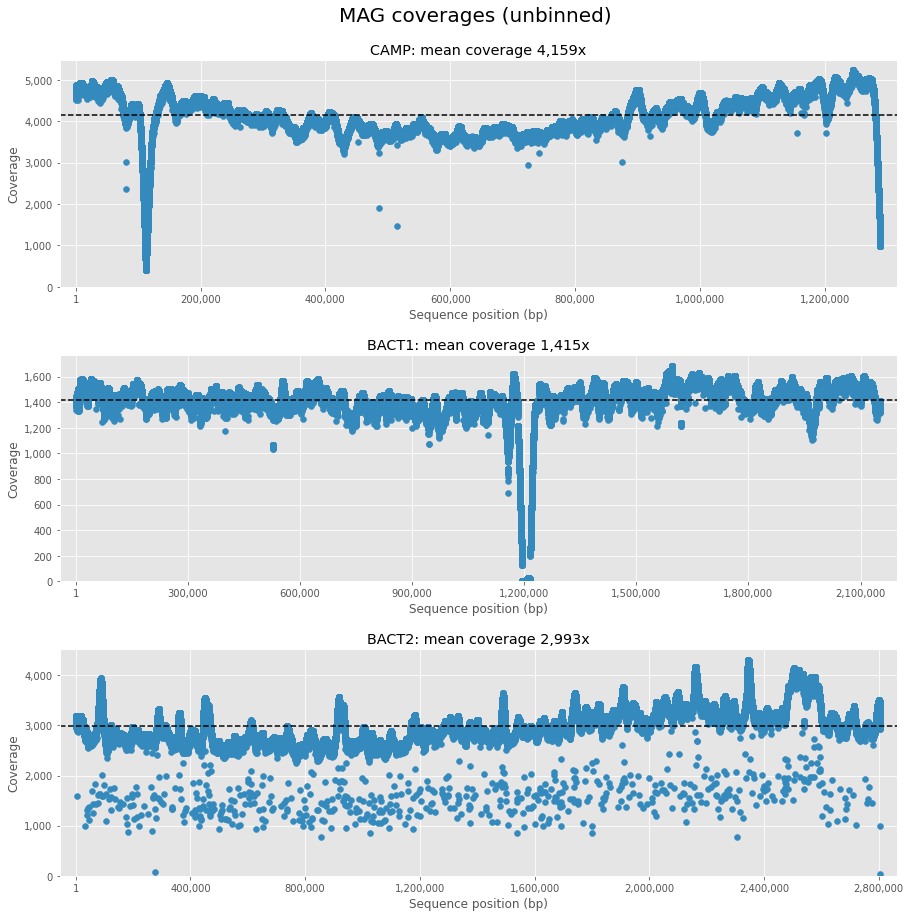 MAG coverages (unbinned)
CAMP: mean coverage 4,159x
5,000
4,000
3,000
2,000
1,000
0
Coverage
1 200,000 400,000 600,000 800,000 1,000,000 1,200,000
Sequence position (bp)
BACT1: mean coverage 1,415x
1,600
1,400
1,200
1,000
800
600
400
200
0
Coverage
1 300,000 600,000 900,000 1,200,000 1,500,000 1,800,000 2,100,000
Sequence position (bp)
BACT2: mean coverage 2,993x
4,000
3,000
2,000
1,000
0
Coverage
1 400,000 800,000 1,200,000 1,600,000 2,000,000 2,400,000 2,800,000
Sequence position (bp)